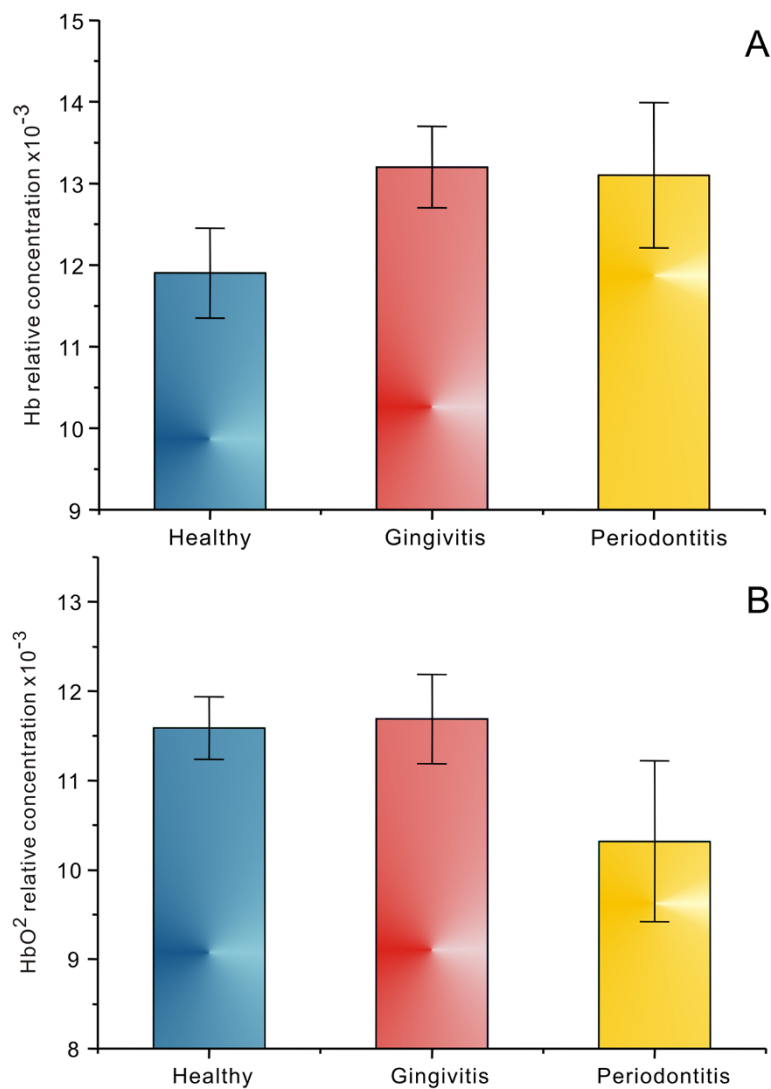 A
Hb relative concentration x10⁻³
15
14
13
12
11
10
9
Healthy Gingivitis Periodontitis
B
HbO² relative concentration x10⁻³
13
12
11
10
9
8
Healthy Gingivitis Periodontitis